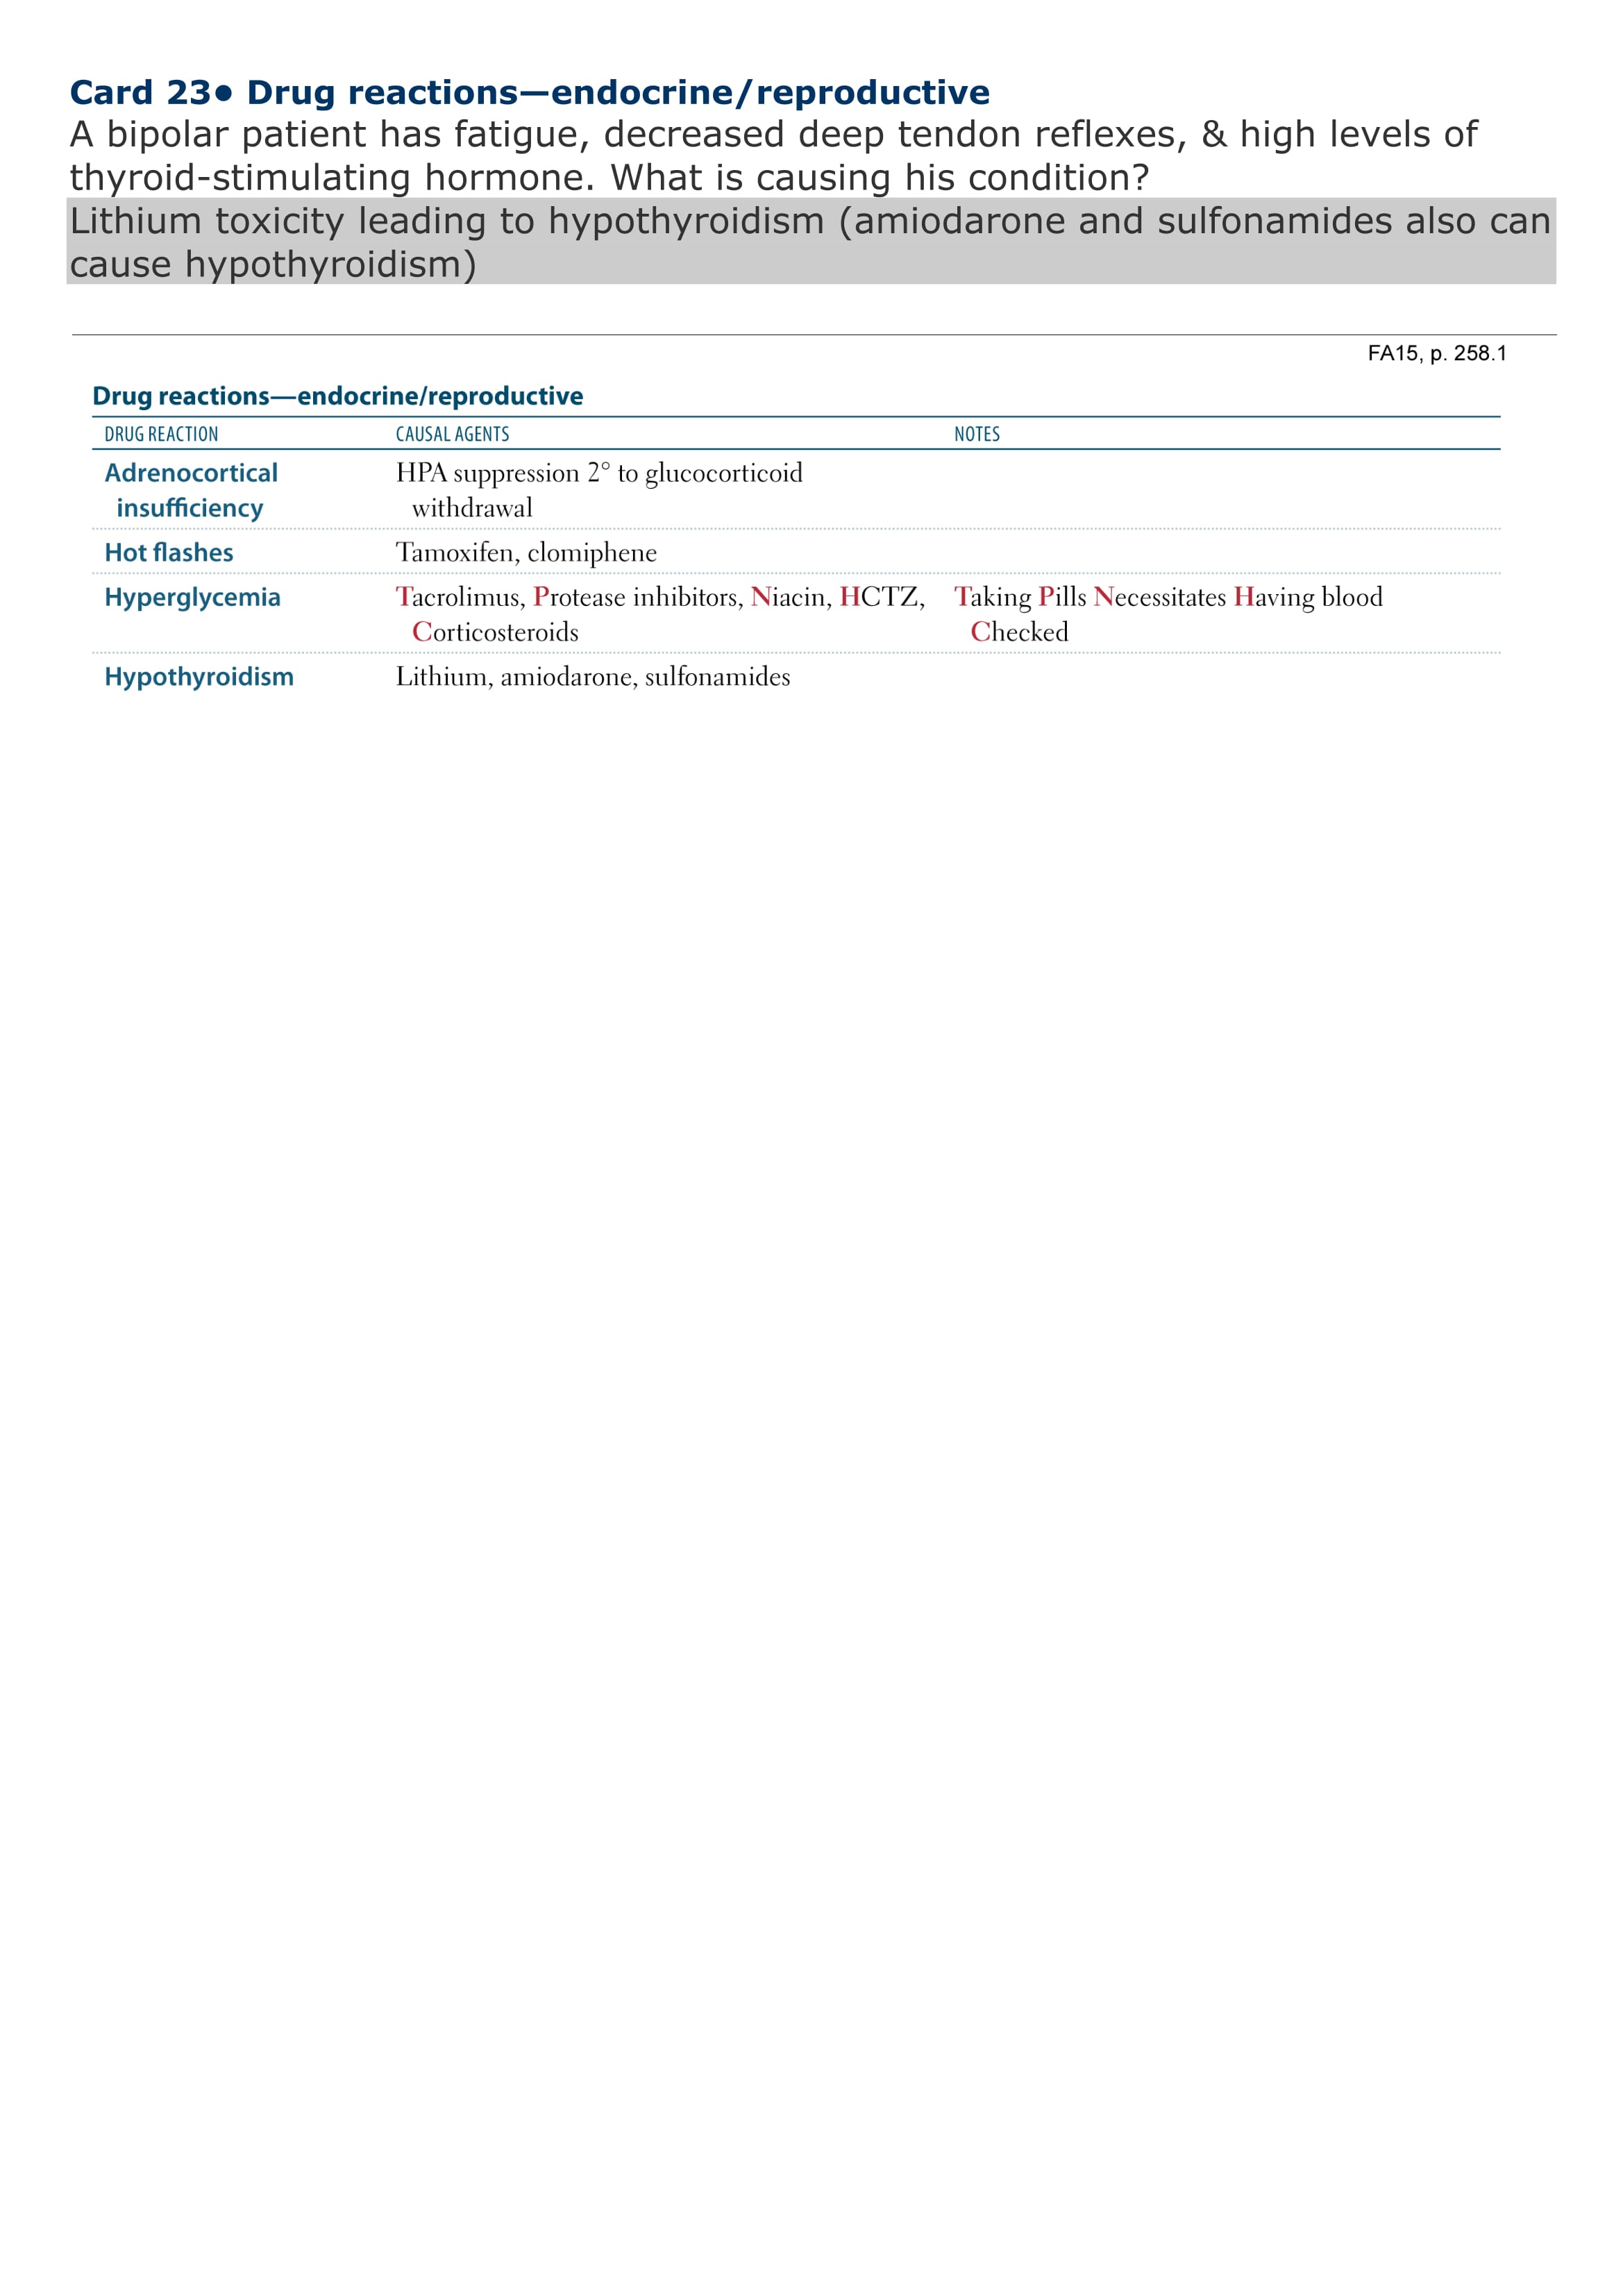 Card 23● Drug reactions—endocrine/reproductive
A bipolar patient has fatigue, decreased deep tendon reflexes, & high levels of
thyroid-stimulating hormone. What is causing his condition?
Lithium toxicity leading to hypothyroidism (amiodarone and sulfonamides also can
cause hypothyroidism)
FA15, p. 258.1
Drug reactions—endocrine/reproductive
DRUG REACTION CAUSAL AGENTS NOTES
Adrenocortical HPA suppression 2° to glucocorticoid
insufficiency withdrawal
Hot flashes Tamoxifen, clomiphene
Hyperglycemia Tacrolimus, Protease inhibitors, Niacin, HCTZ, Taking Pills Necessitates Having blood
Corticosteroids Checked
Hypothyroidism Lithium, amiodarone, sulfonamides